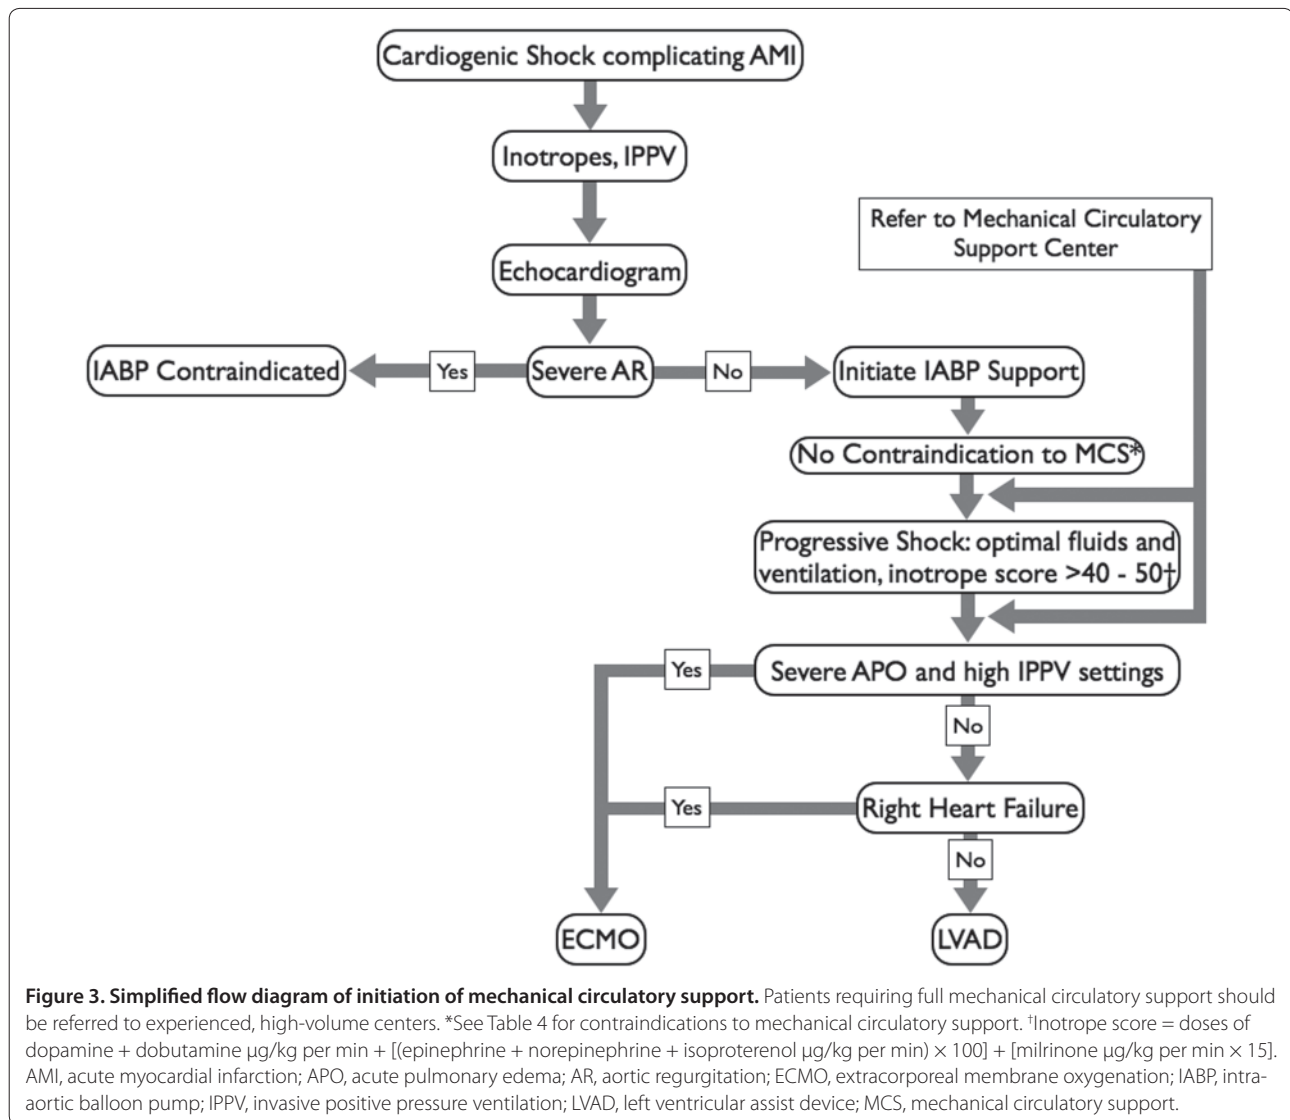 Cardiogenic Shock complicating AMI
Inotropes, IPPV
Refer to Mechanical Circulatory
Support Center
Echocardiogram
IABP Contraindicated
Yes
Severe AR
No
Initiate IABP Support
No Contraindication to MCS*
Progressive Shock: optimal fluids and
ventilation, inotrope score >40 - 50†
Yes
Severe APO and high IPPV settings
No
Yes
Right Heart Failure
No
ECMO
LVAD
Figure 3. Simplified flow diagram of initiation of mechanical circulatory support. Patients requiring full mechanical circulatory support should
be referred to experienced, high-volume centers. *See Table 4 for contraindications to mechanical circulatory support. †Inotrope score = doses of
dopamine + dobutamine µg/kg per min + [(epinephrine + norepinephrine + isoproterenol µg/kg per min) × 100] + [milrinone µg/kg per min × 15].
AMI, acute myocardial infarction; APO, acute pulmonary edema; AR, aortic regurgitation; ECMO, extracorporeal membrane oxygenation; IABP, intra-
aortic balloon pump; IPPV, invasive positive pressure ventilation; LVAD, left ventricular assist device; MCS, mechanical circulatory support.